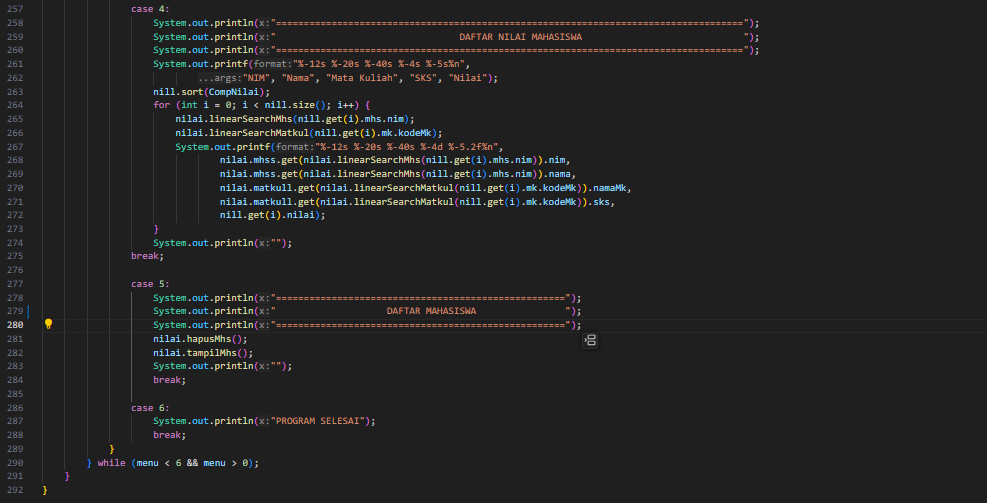 257 case 4:
258 System.out.println(x:"===================================================================================");
259 System.out.println(x:"                                 DAFTAR NILAI MAHASISWA                             ");
260 System.out.println(x:"===================================================================================");
261 System.out.printf(format:"%-12s %-20s %-40s %-4s %-5s%n",
262 ...args:"NIM", "Nama", "Mata Kuliah", "SKS", "Nilai");
263 nill.sort(CompNilai);
264 for (int i = 0; i < nill.size(); i++) {
265 nilai.linearSearchMhs(nill.get(i).mhs.nim);
266 nilai.linearSearchMatkul(nill.get(i).mk.kodeMk);
267 System.out.printf(format:"%-12s %-20s %-40s %-4d %-5.2f%n",
268 nilai.mhss.get(nilai.linearSearchMhs(nill.get(i).mhs.nim)).nim,
269 nilai.mhss.get(nilai.linearSearchMhs(nill.get(i).mhs.nim)).nama,
270 nilai.matkull.get(nilai.linearSearchMatkul(nill.get(i).mk.kodeMk)).namaMk,
271 nilai.matkull.get(nilai.linearSearchMatkul(nill.get(i).mk.kodeMk)).sks,
272 nill.get(i).nilai);
273 }
274 System.out.println(x:"");
275 break;
276
277 case 5:
278 System.out.println(x:"====================================================");
279 System.out.println(x:"                    DAFTAR MAHASISWA                ");
280 System.out.println(x:"====================================================");
281 nilai.hapusMhs();
282 nilai.tampilMhs();
283 System.out.println(x:"");
284 break;
285
286 case 6:
287 System.out.println(x:"PROGRAM SELESAI");
288 break;
289 }
290 } while (menu < 6 && menu > 0);
291 }
292 }